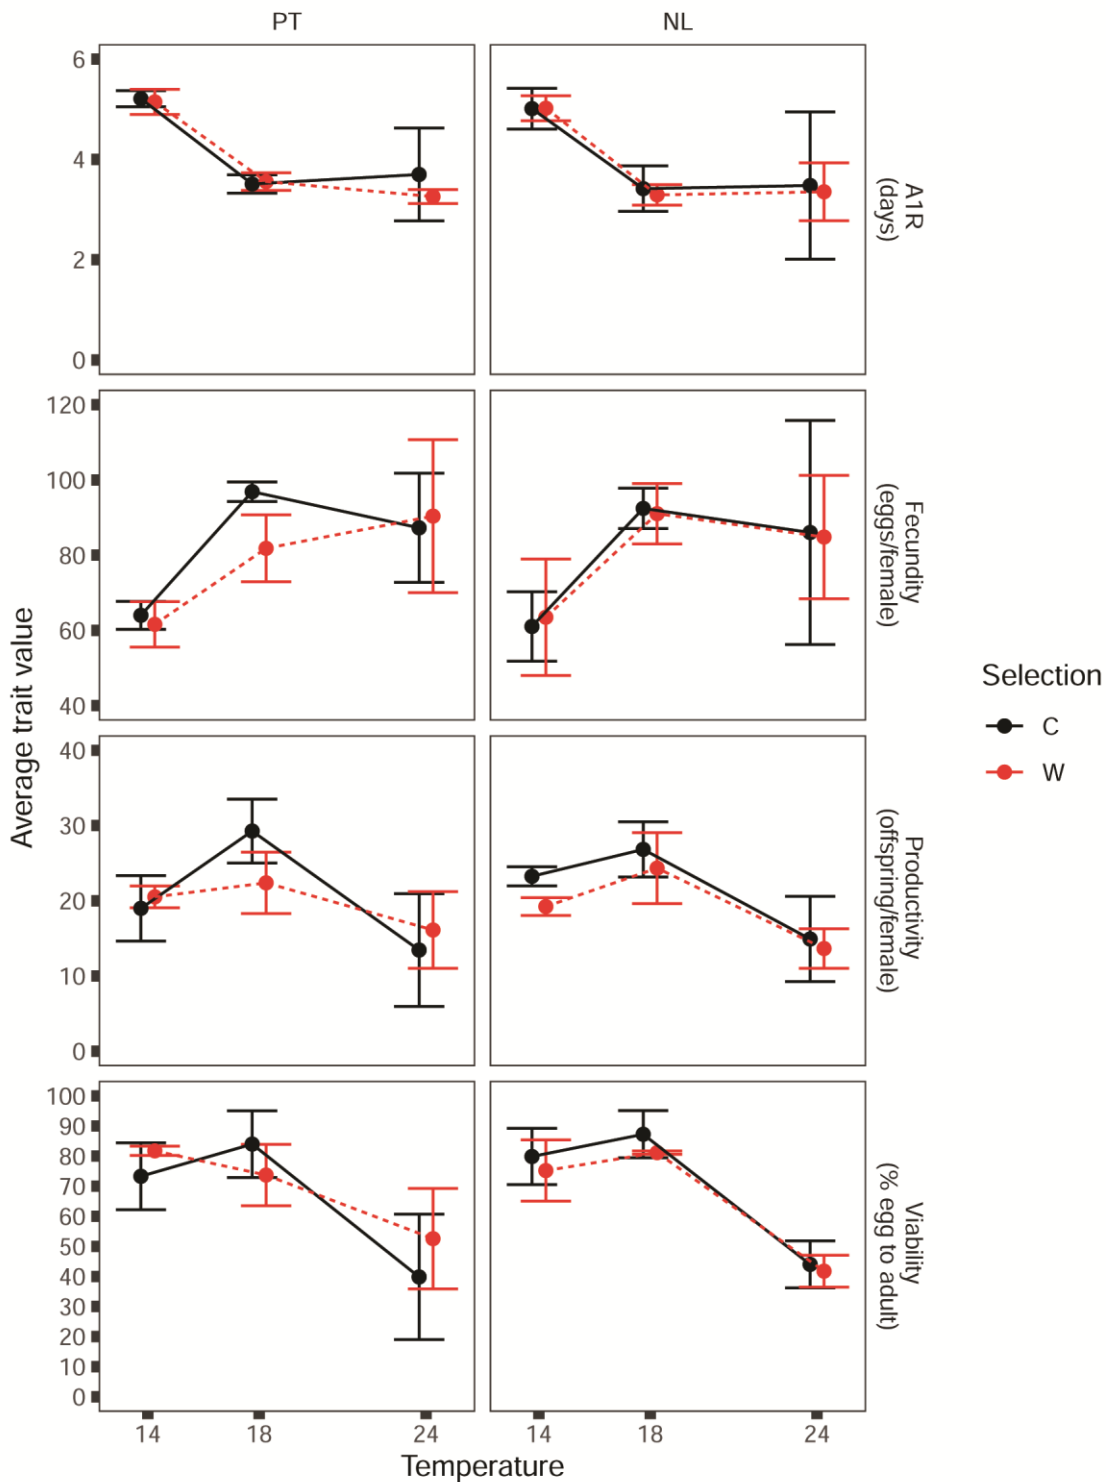 PT
NL
6
4
2
0
A1R
(days)
120
100
80
60
40
Fecundity
(eggs/female)
40
30
20
10
0
Productivity
(offspring/female)
100
90
80
70
60
50
40
30
20
10
0
Viability
(% egg to adult)
Average trait value
14
18
24
14
18
24
Temperature
Selection
C
W